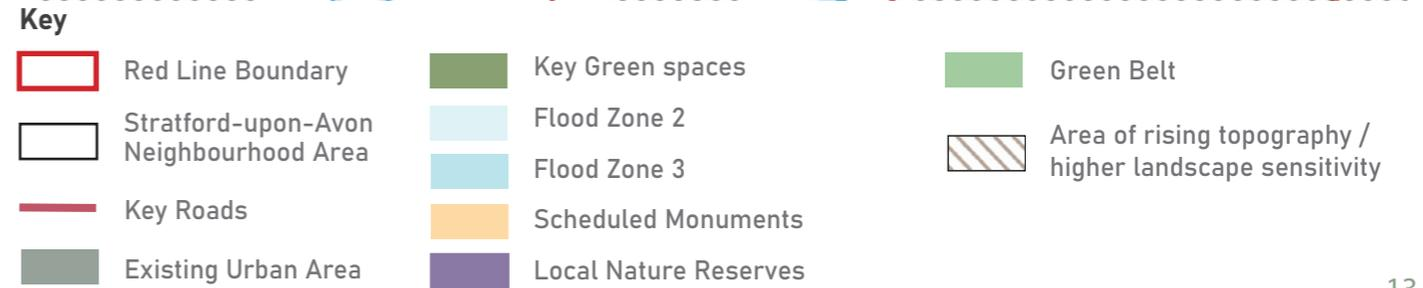 Key
Red Line Boundary
Stratford-upon-Avon
Neighbourhood Area
Key Roads
Existing Urban Area
Key Green spaces
Flood Zone 2
Flood Zone 3
Scheduled Monuments
Local Nature Reserves
Green Belt
Area of rising topography /
higher landscape sensitivity
13